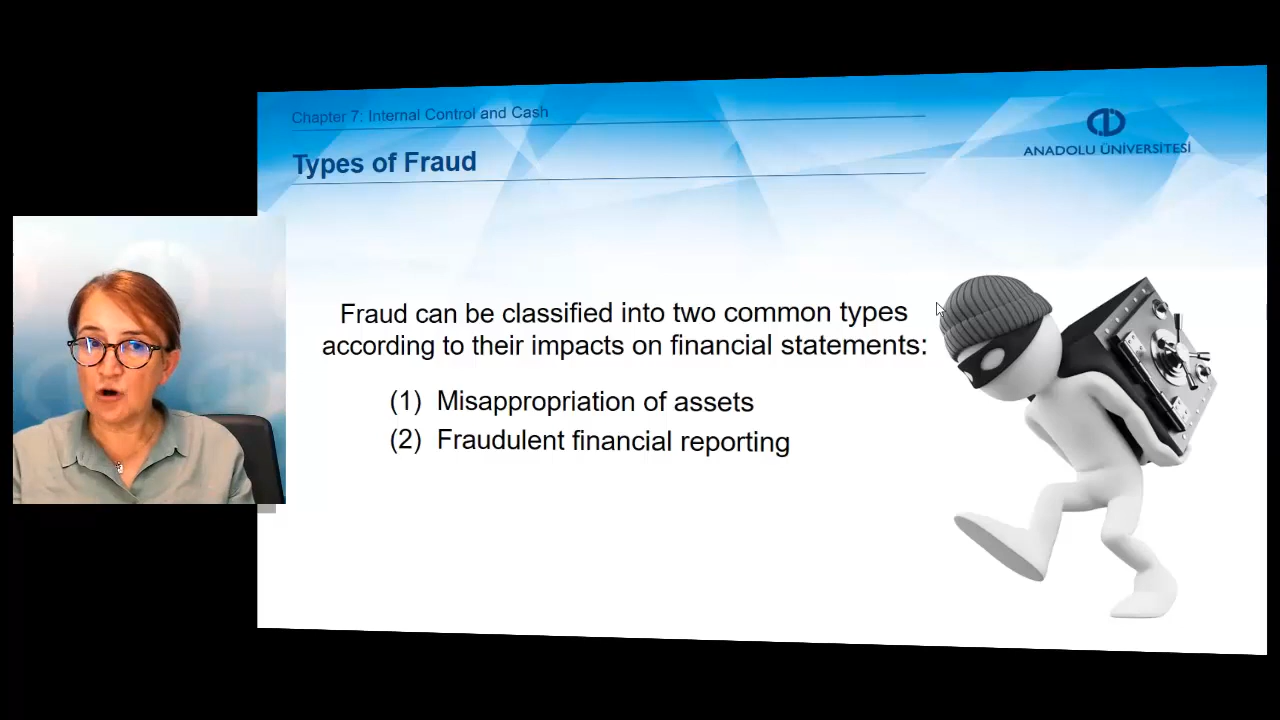 Chapter 7: Internal Control and Cash
ANADOLU ÜNİVERSİTESİ
Types of Fraud
Fraud can be classified into two common types
according to their impacts on financial statements:
(1) Misappropriation of assets
(2) Fraudulent financial reporting